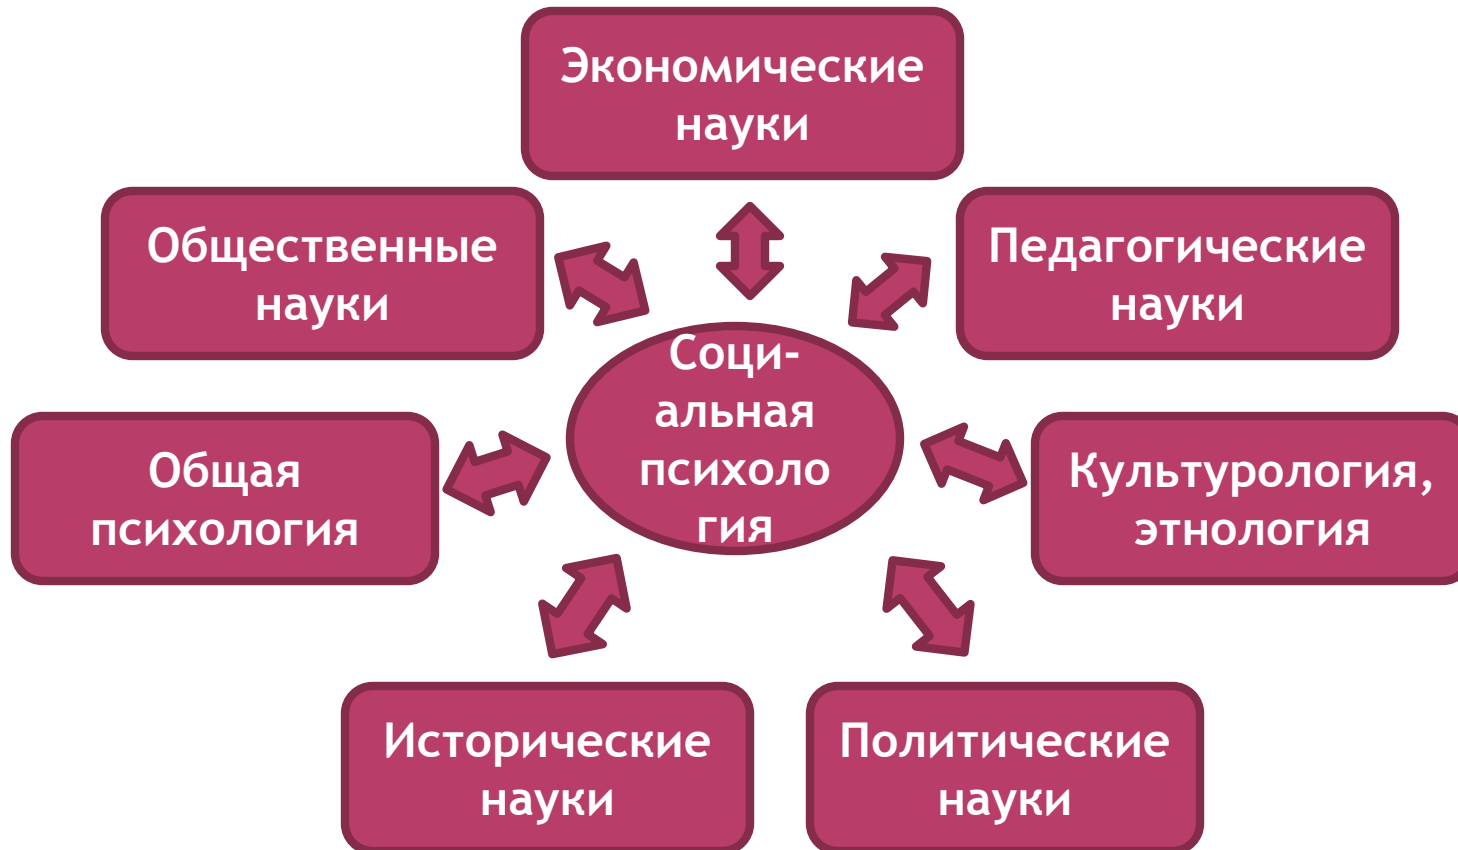 Экономические
науки
Общественные
науки
Педагогические
науки
Соци-
альная
психоло
гия
Общая
психология
Культурология,
этнология
Исторические
науки
Политические
науки